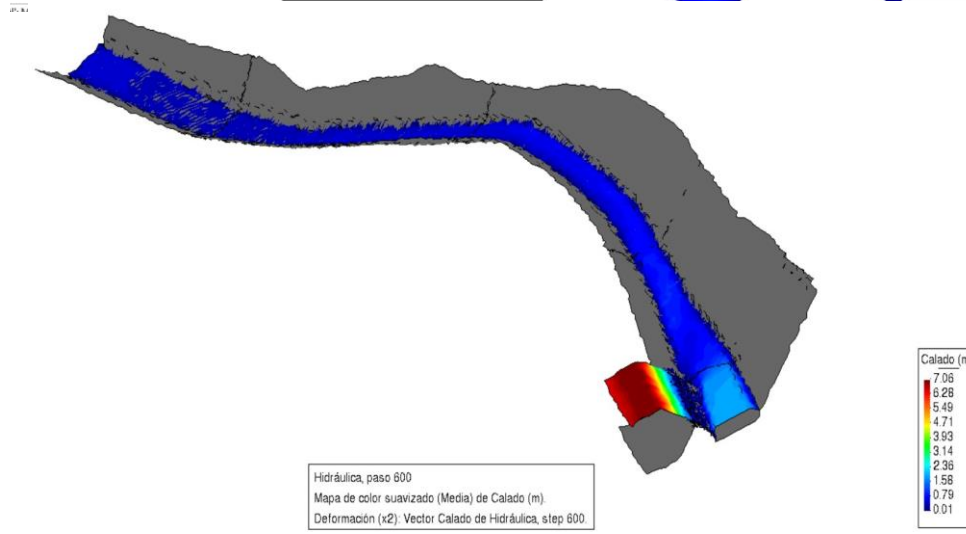 Calado (m
7.06
6.28
5.49
4.71
3.93
3.14
2.36
1.58
0.79
0.01
Hidráulica, paso 600
Mapa de color suavizado (Media) de Calado (m).
Deformación (x2): Vector Calado de Hidráulica, step 600.